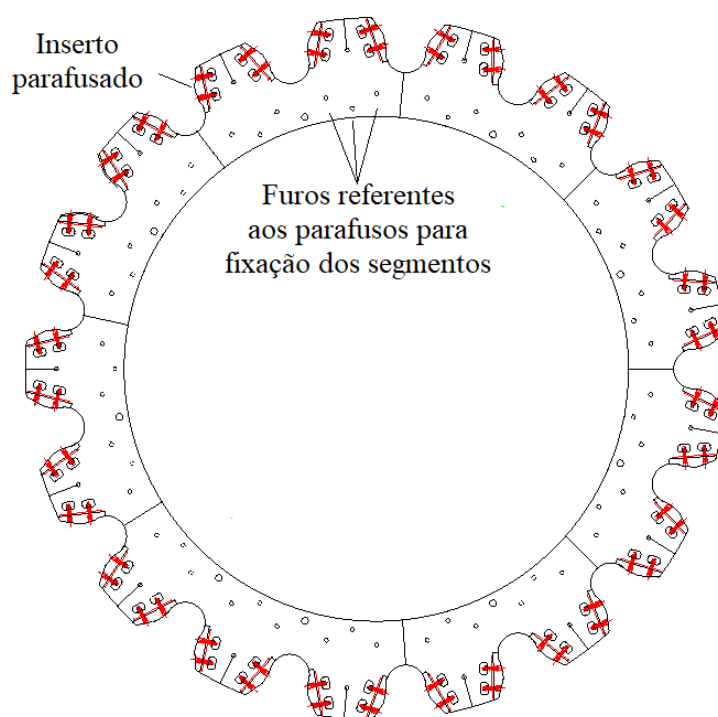 Inserto
parafusado
Furos referentes
aos parafusos para
fixação dos segmentos